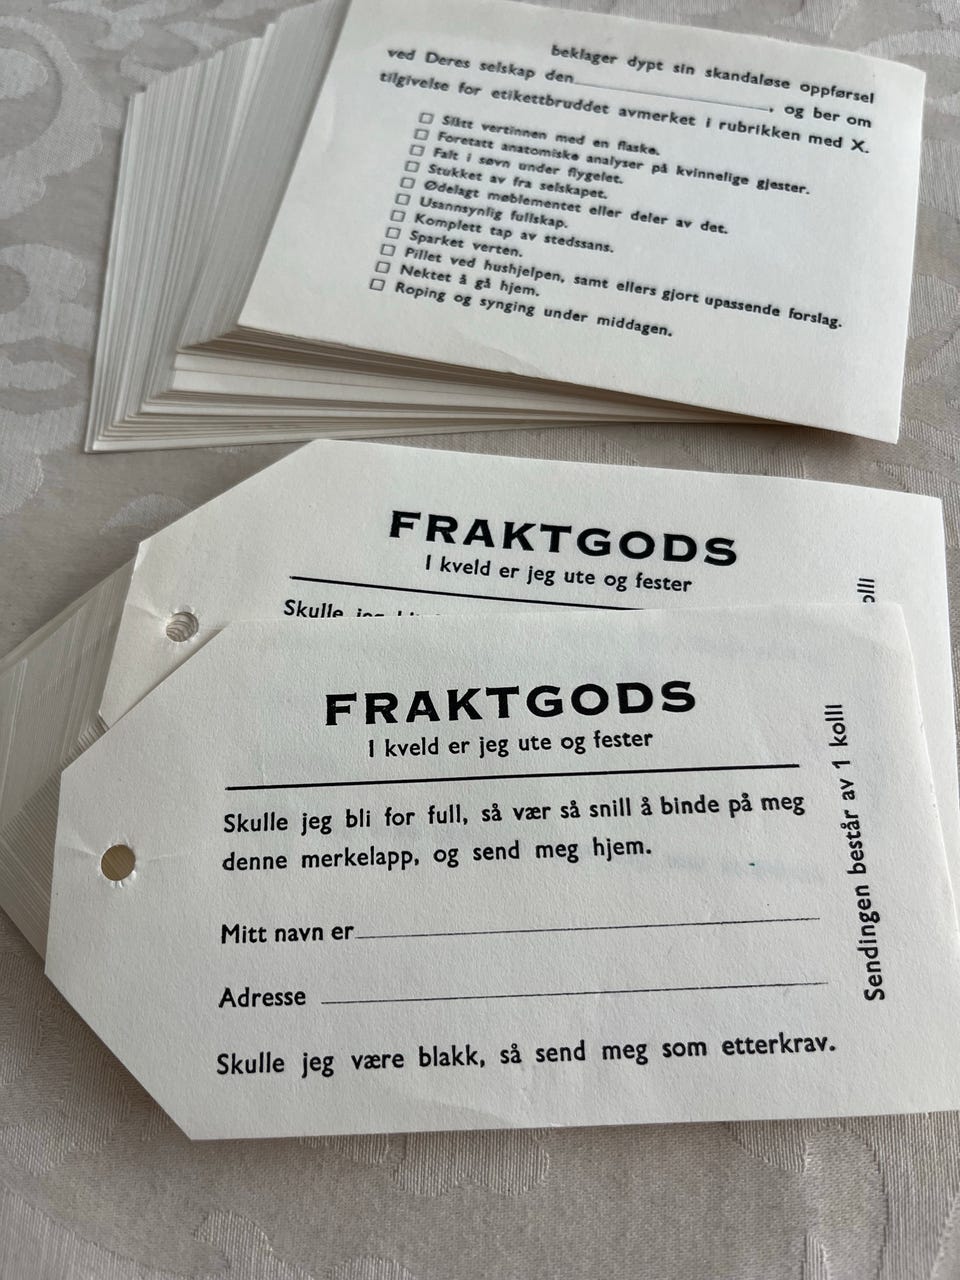 beklager dypt sin skandaløse oppførsel
ved Deres selskap den____________, og ber om
tilgivelse for etikettbruddet avmerket i rubrikken med X.
☐ Slått vertinnen med en flaske.
☐ Foretatt anatomiske analyser på kvinnelige gjester.
☐ Falt i søvn under flygelet.
☐ Stukket av fra selskapet.
☐ Ødelagt møblementet eller deler av det.
☐ Usannsynlig fullskap.
☐ Komplett tap av stedssans.
☐ Sparket verten.
☐ Pillet ved hushjelpen, samt ellers gjort upassende forslag.
☐ Nektet å gå hjem.
☐ Roping og synging under middagen.
FRAKTGODS
I kveld er jeg ute og fester
Skulle jeg
olli
FRAKTGODS
I kveld er jeg ute og fester
Skulle jeg bli for full, så vær så snill å binde på meg
denne merkelapp, og send meg hjem.
Mitt navn er____________
Adresse ____________
Skulle jeg være blakk, så send meg som etterkrav.
Sendingen består av 1 kolli